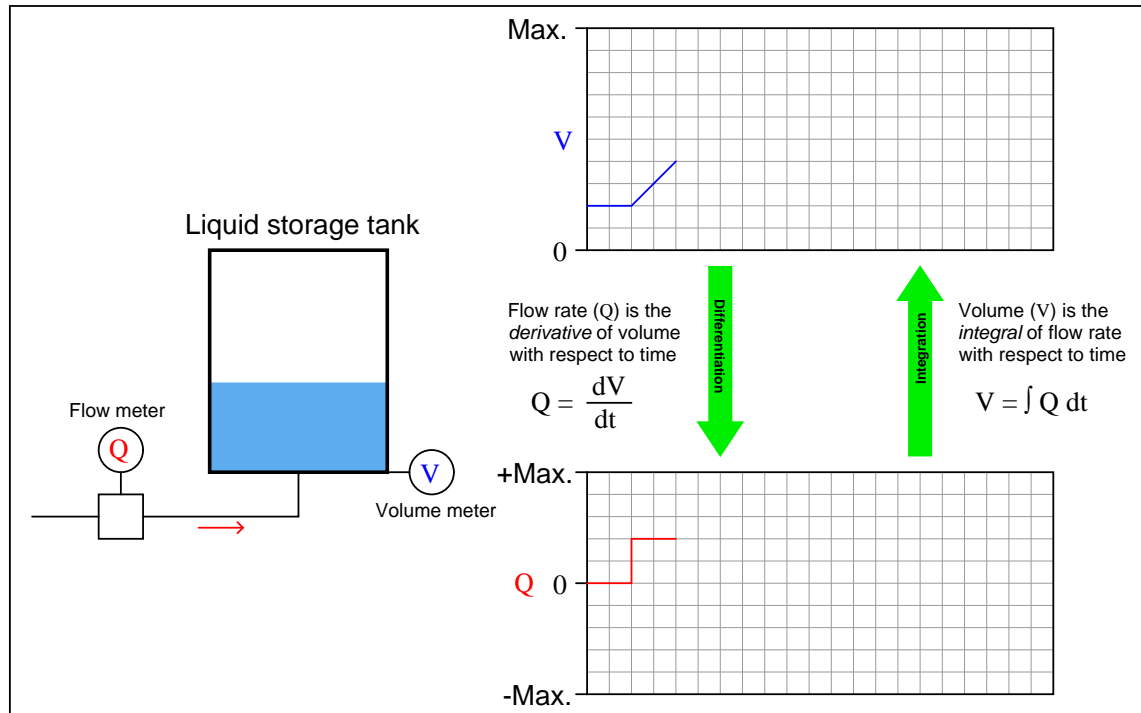 Liquid storage tank
Flow meter
Q
V
Volume meter
Max.
V
0
Flow rate (Q) is the
derivative of volume
with respect to time
Q = dV/dt
Differentiation
Integration
Volume (V) is the
integral of flow rate
with respect to time
V = ∫ Q dt
+Max.
Q 0
-Max.